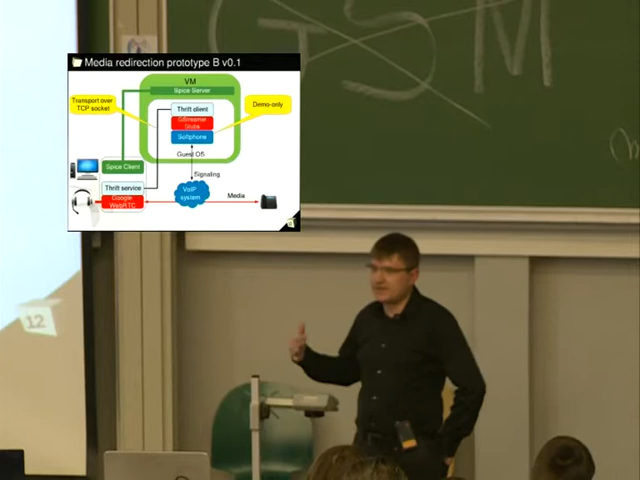 GSM
Media redirection prototype B v0.1
VM
Spice Server
Transport over
TCP socket
Thrift client
GStreamer
Stubs
Softphone
Demo-only
Guest OS
Signaling
Spice Client
Thrift service
Google
WebRTC
VoIP
system
Media
12